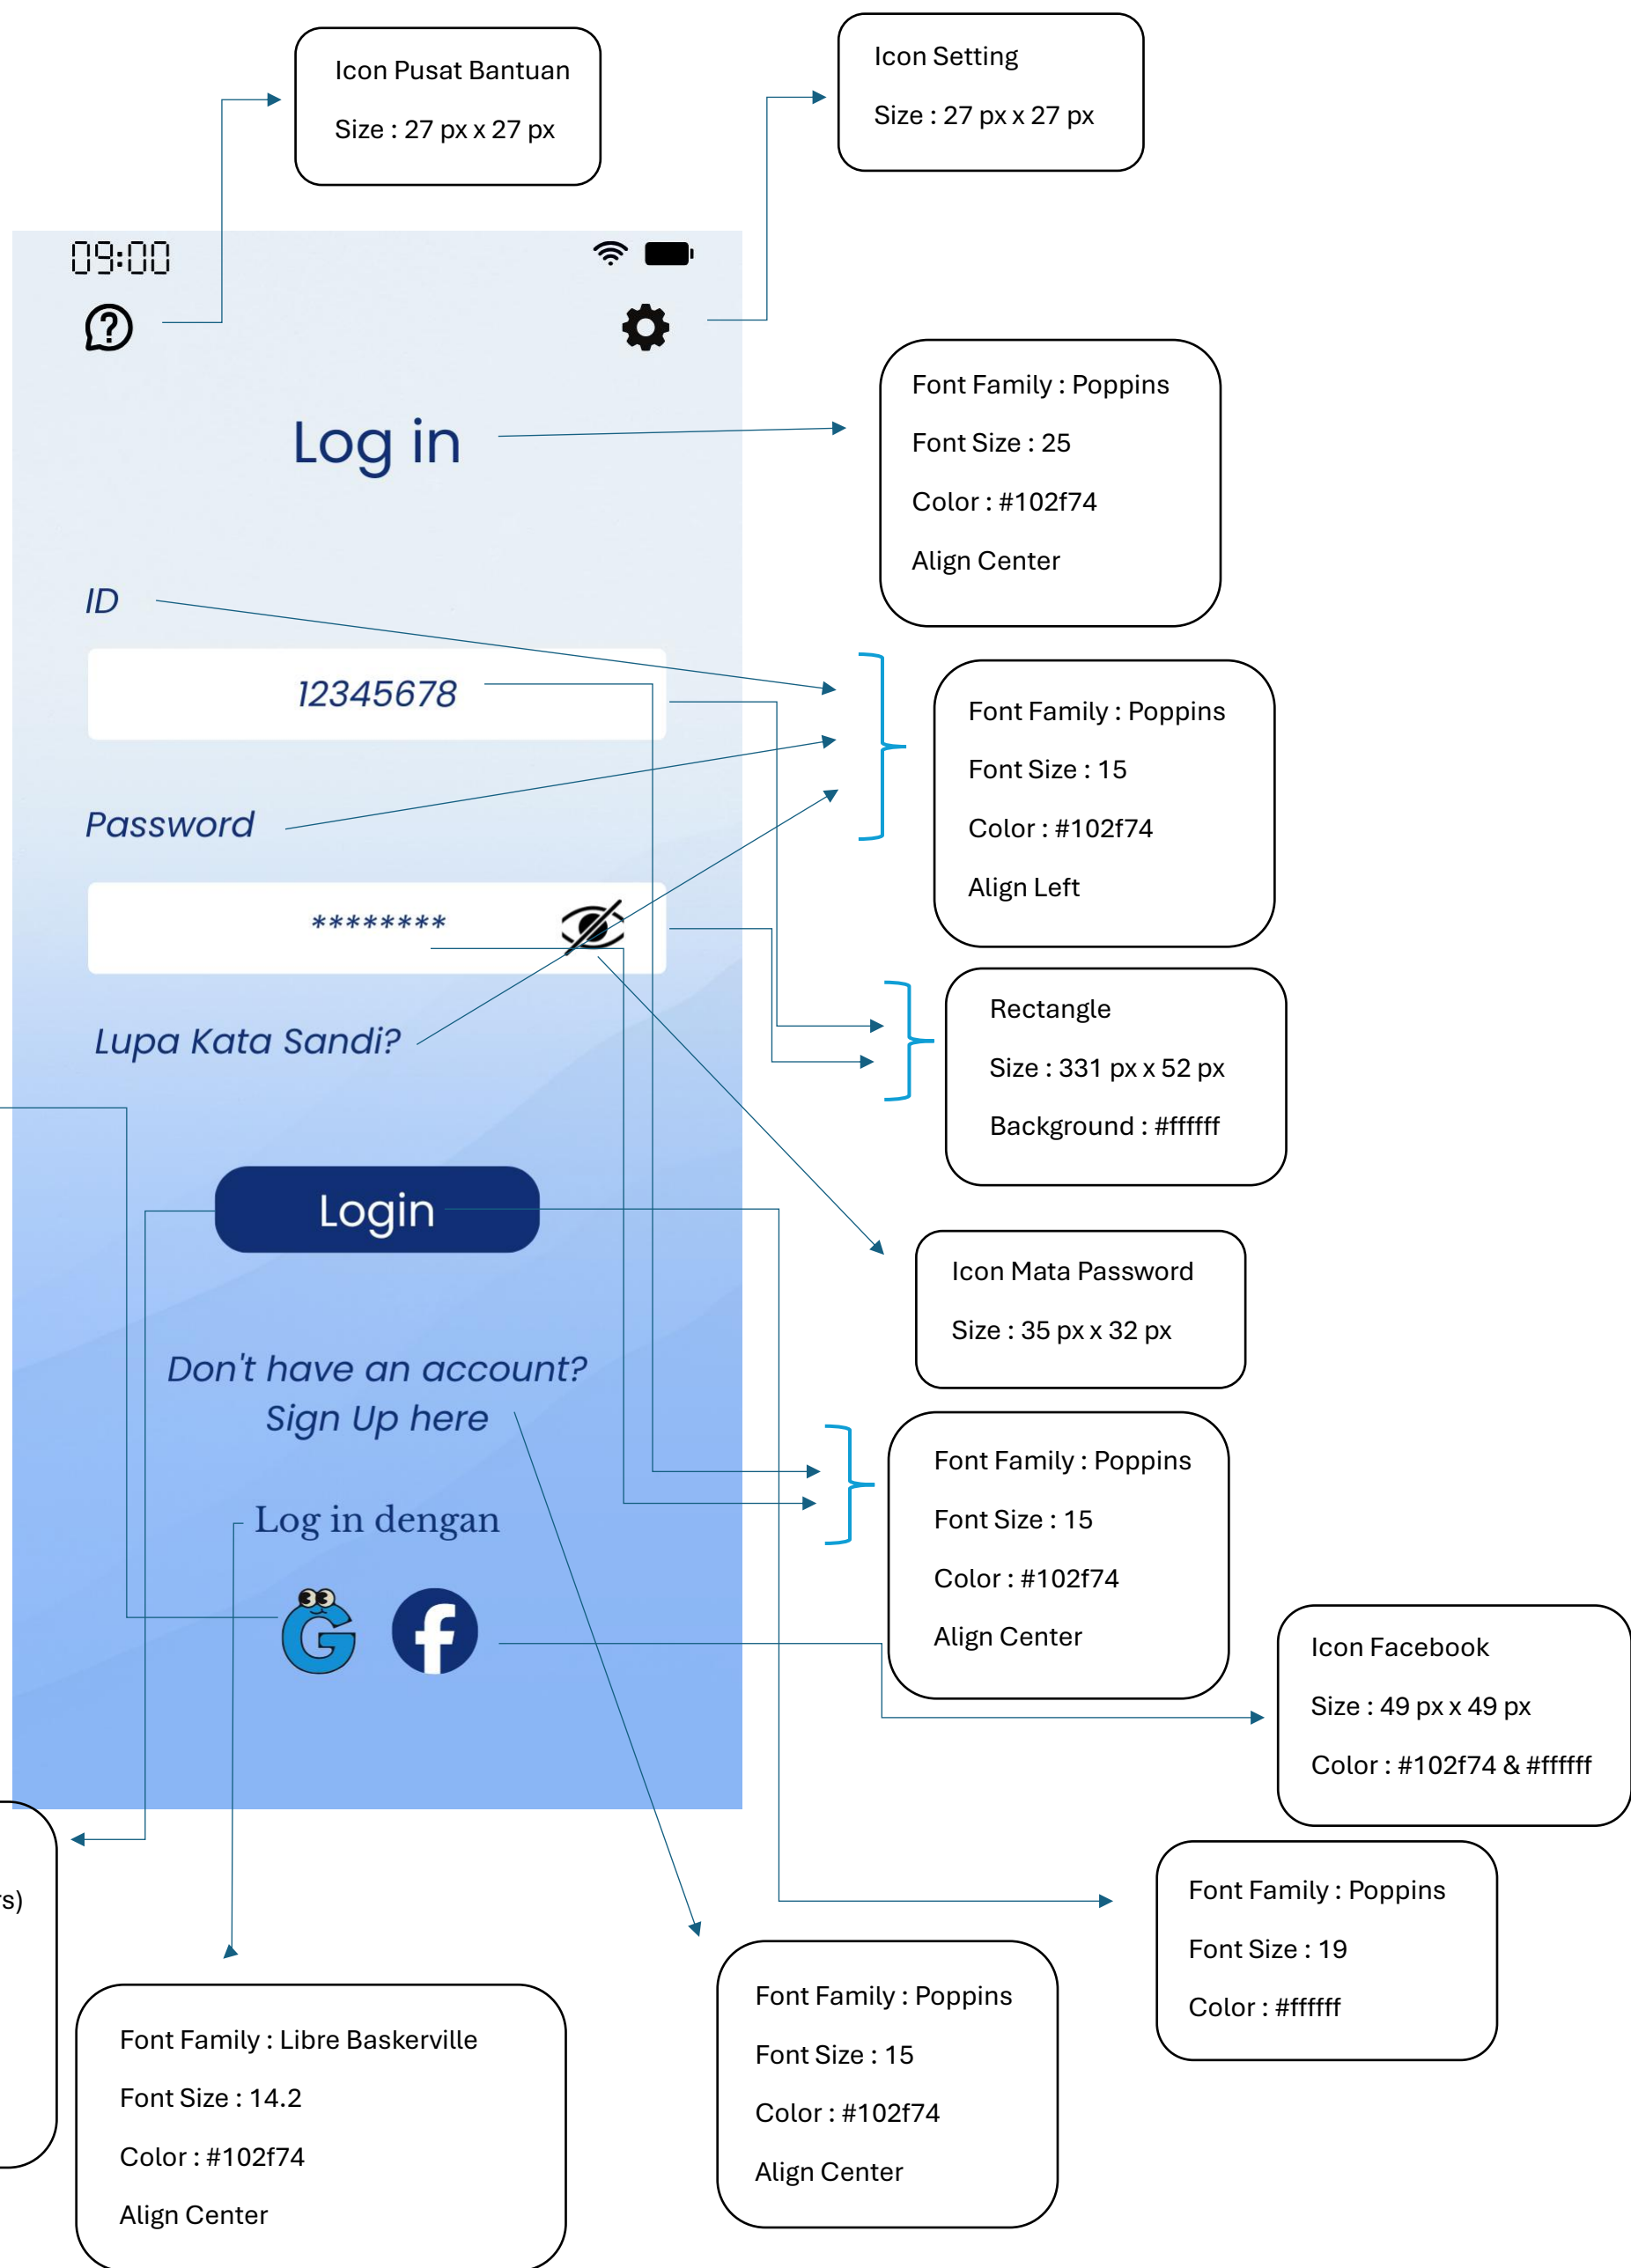 Icon Pusat Bantuan
Size : 27 px x 27 px
Icon Setting
Size : 27 px x 27 px
09:00
Log in
Font Family : Poppins
Font Size : 25
Color : #102f74
Align Center
ID
12345678
Password
********
Lupa Kata Sandi?
Font Family : Poppins
Font Size : 15
Color : #102f74
Align Left
Rectangle
Size : 331 px x 52 px
Background : #ffffff
Login
Icon Mata Password
Size : 35 px x 32 px
Don't have an account?
Sign Up here
Font Family : Poppins
Font Size : 15
Color : #102f74
Align Center
Log in dengan
G
f
Icon Facebook
Size : 49 px x 49 px
Color : #102f74 & #ffffff
Font Family : Poppins
Font Size : 19
Color : #ffffff
Font Family : Poppins
Font Size : 15
Color : #102f74
Align Center
Font Family : Libre Baskerville
Font Size : 14.2
Color : #102f74
Align Center